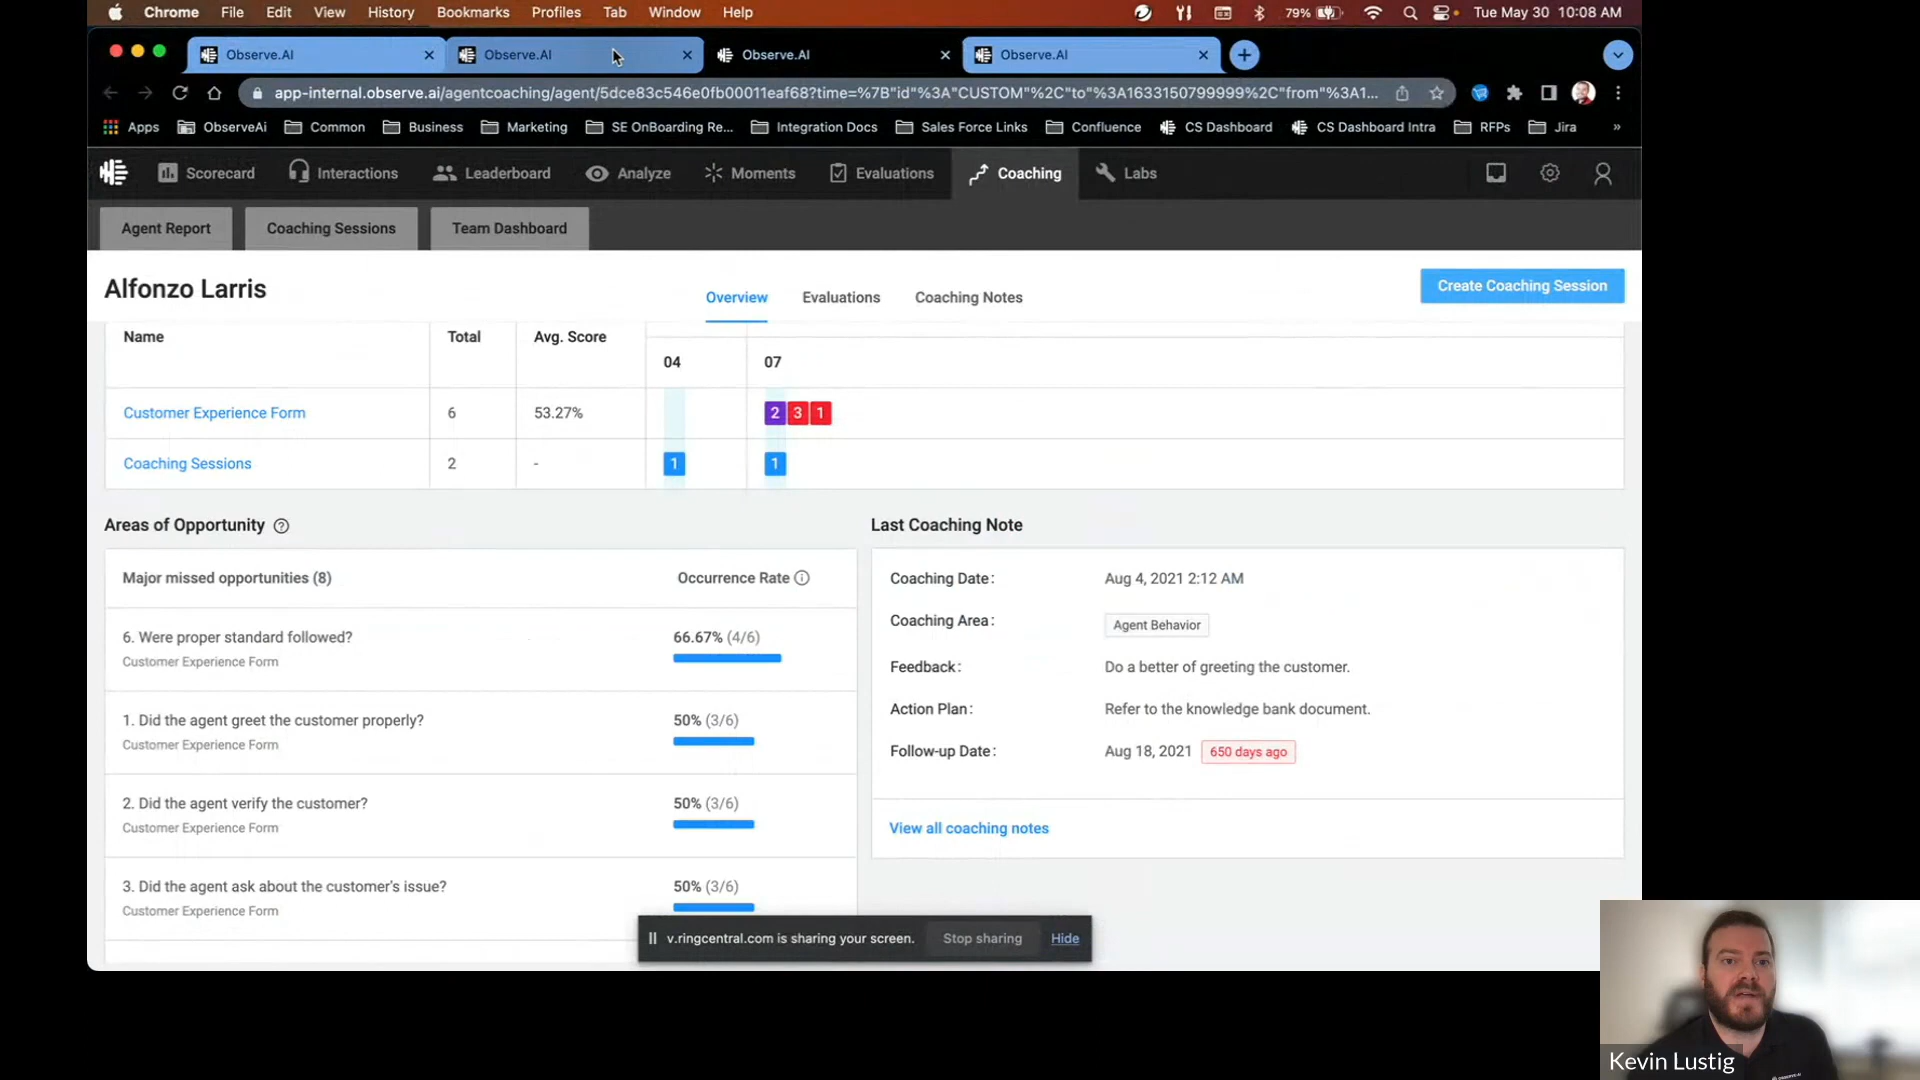 Chrome File Edit View History Bookmarks Profiles Tab Window Help 79% Tue May 30 10:08 AM
Observe.AI Observe.AI Observe.AI Observe.AI
app-internal.observe.ai/agentcoaching/agent/5dce83c546e0fb00011eaf68?time=%7B"id"%3A"CUSTOM"%2C"to"%3A1633150799999%2C"from"%3A1...
Apps ObserveAi Common Business Marketing SE OnBoarding Re... Integration Docs Sales Force Links Confluence CS Dashboard CS Dashboard Intra RFPs Jira »
Scorecard Interactions Leaderboard Analyze Moments Evaluations Coaching Labs
Agent Report Coaching Sessions Team Dashboard
Alfonzo Larris Overview Evaluations Coaching Notes Create Coaching Session
Name Total Avg. Score
04 07
Customer Experience Form 6 53.27% 2 3 1
Coaching Sessions 2 - 1 1
Areas of Opportunity
Major missed opportunities (8) Occurrence Rate
6. Were proper standard followed? 66.67% (4/6)
Customer Experience Form
1. Did the agent greet the customer properly? 50% (3/6)
Customer Experience Form
2. Did the agent verify the customer? 50% (3/6)
Customer Experience Form
3. Did the agent ask about the customer's issue? 50% (3/6)
Customer Experience Form
Last Coaching Note
Coaching Date: Aug 4, 2021 2:12 AM
Coaching Area: Agent Behavior
Feedback: Do a better of greeting the customer.
Action Plan: Refer to the knowledge bank document.
Follow-up Date: Aug 18, 2021 650 days ago
View all coaching notes
v.ringcentral.com is sharing your screen. Stop sharing Hide
Kevin Lustig